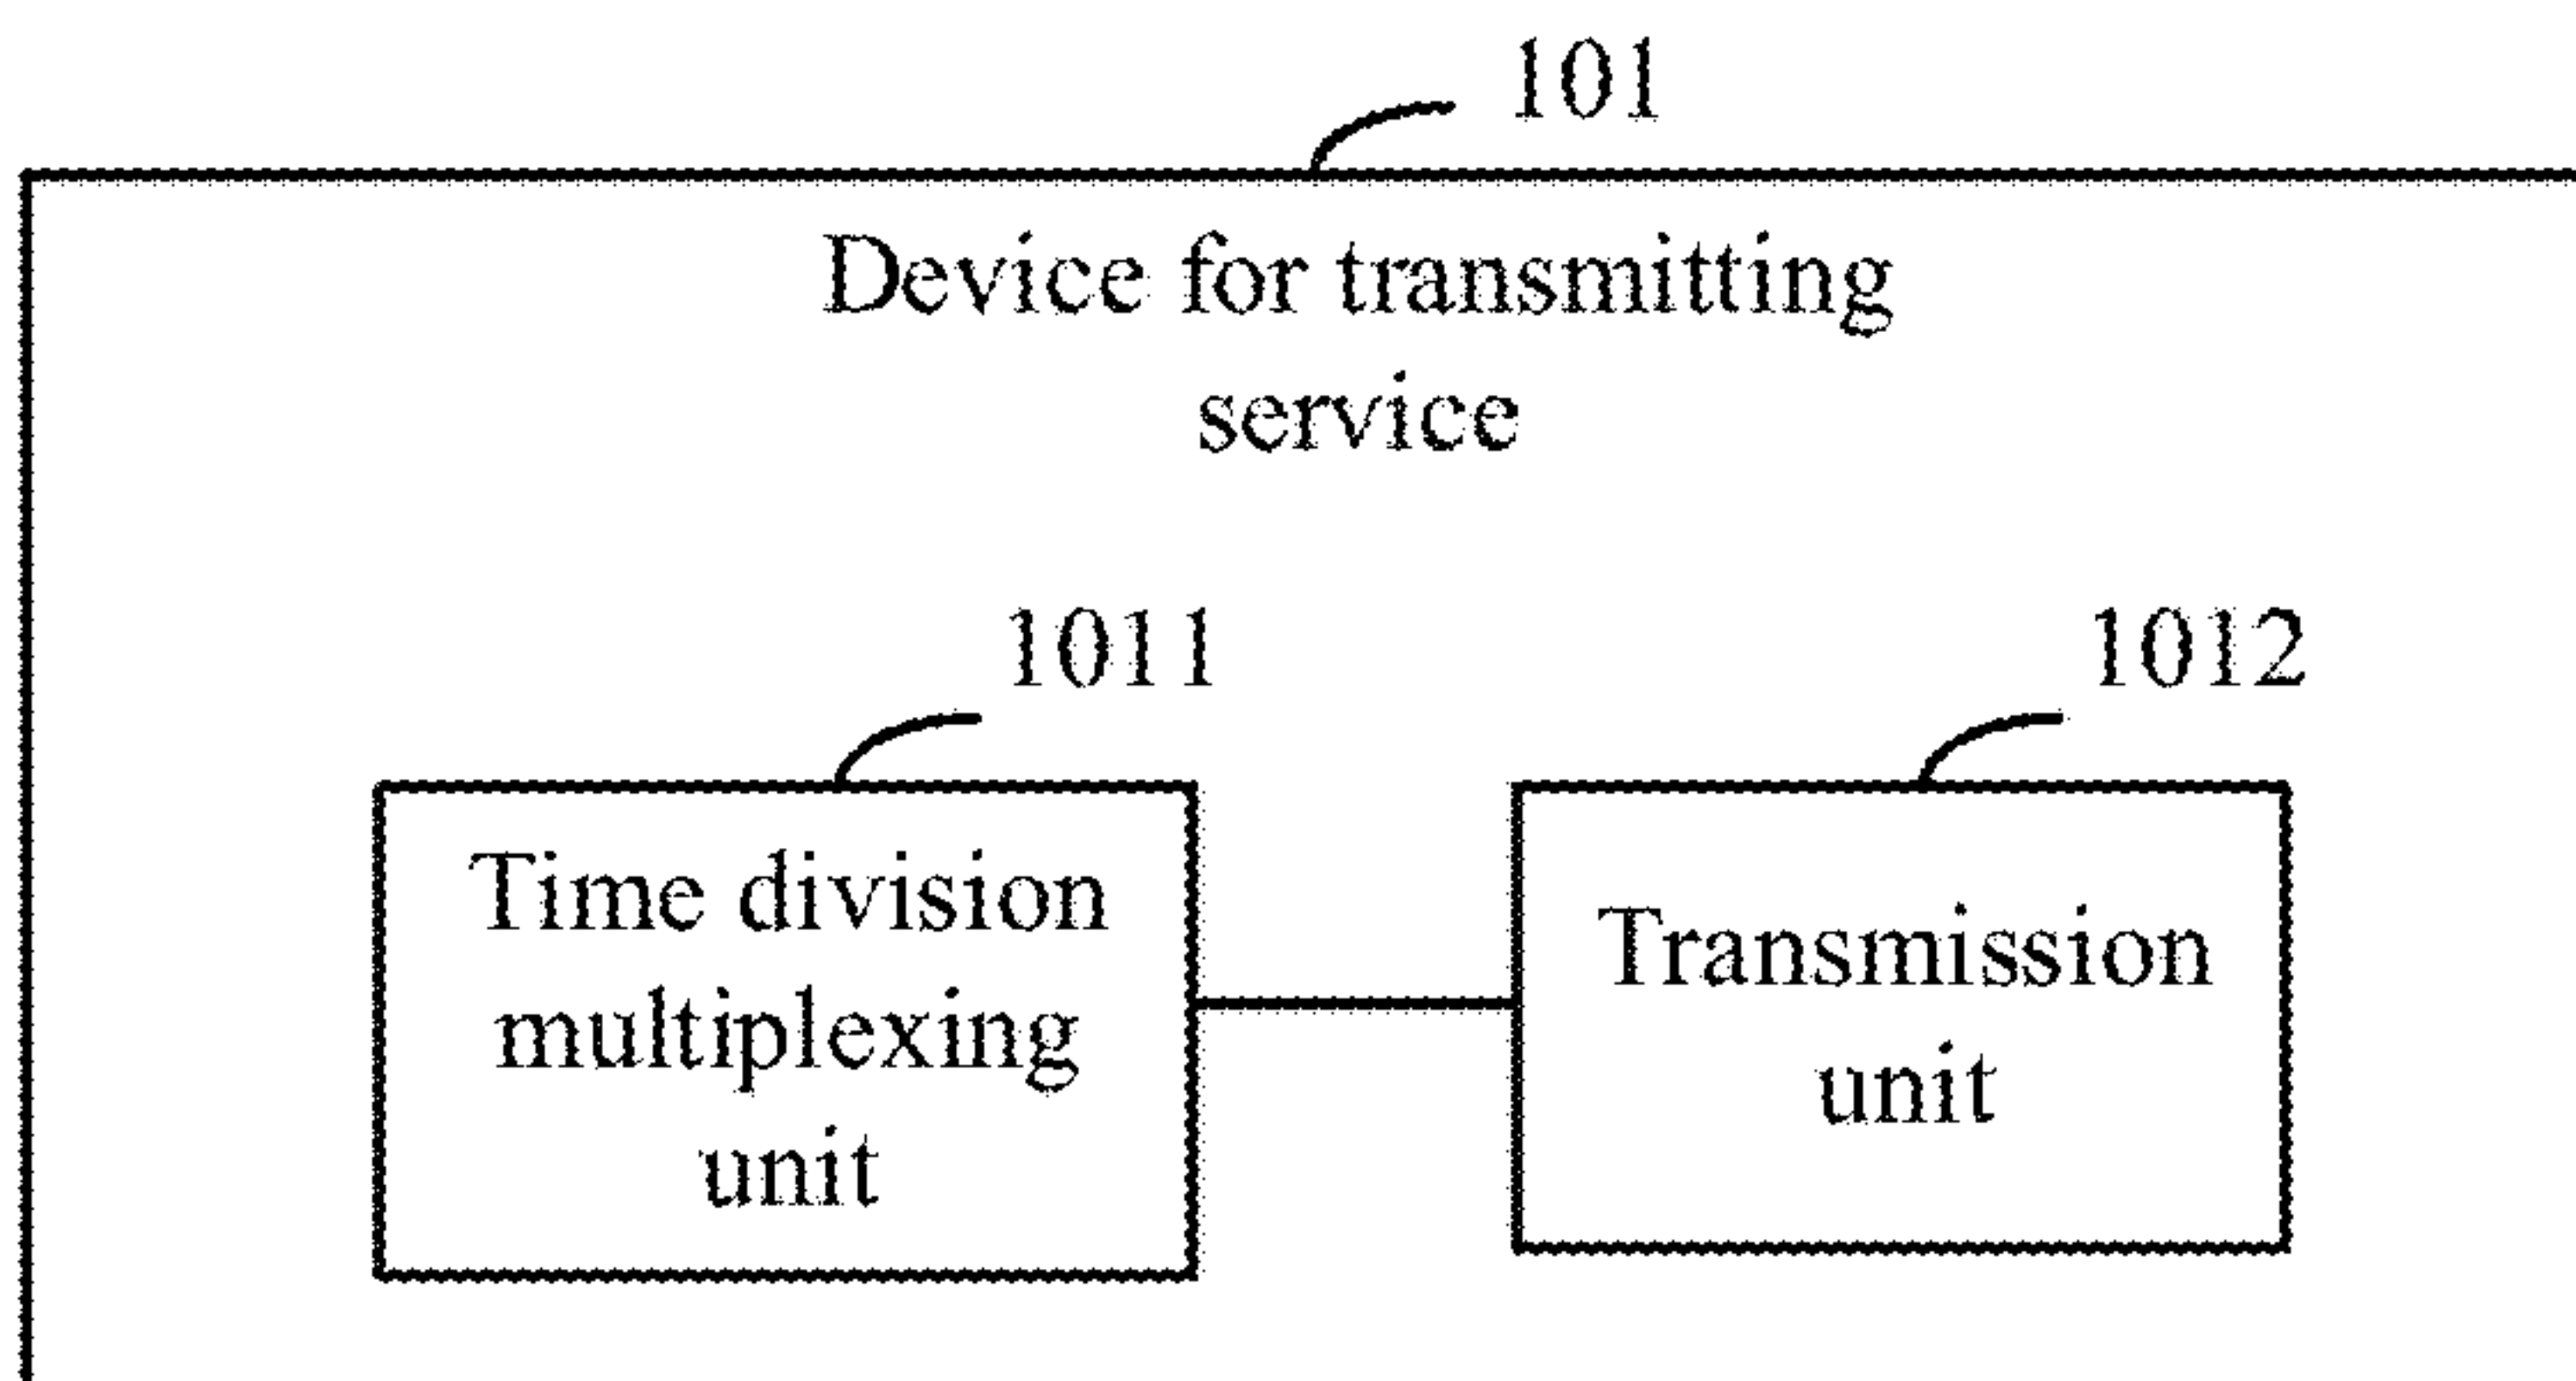 101
Device for transmitting
service
1011
1012
Time division
multiplexing
unit
Transmission
unit